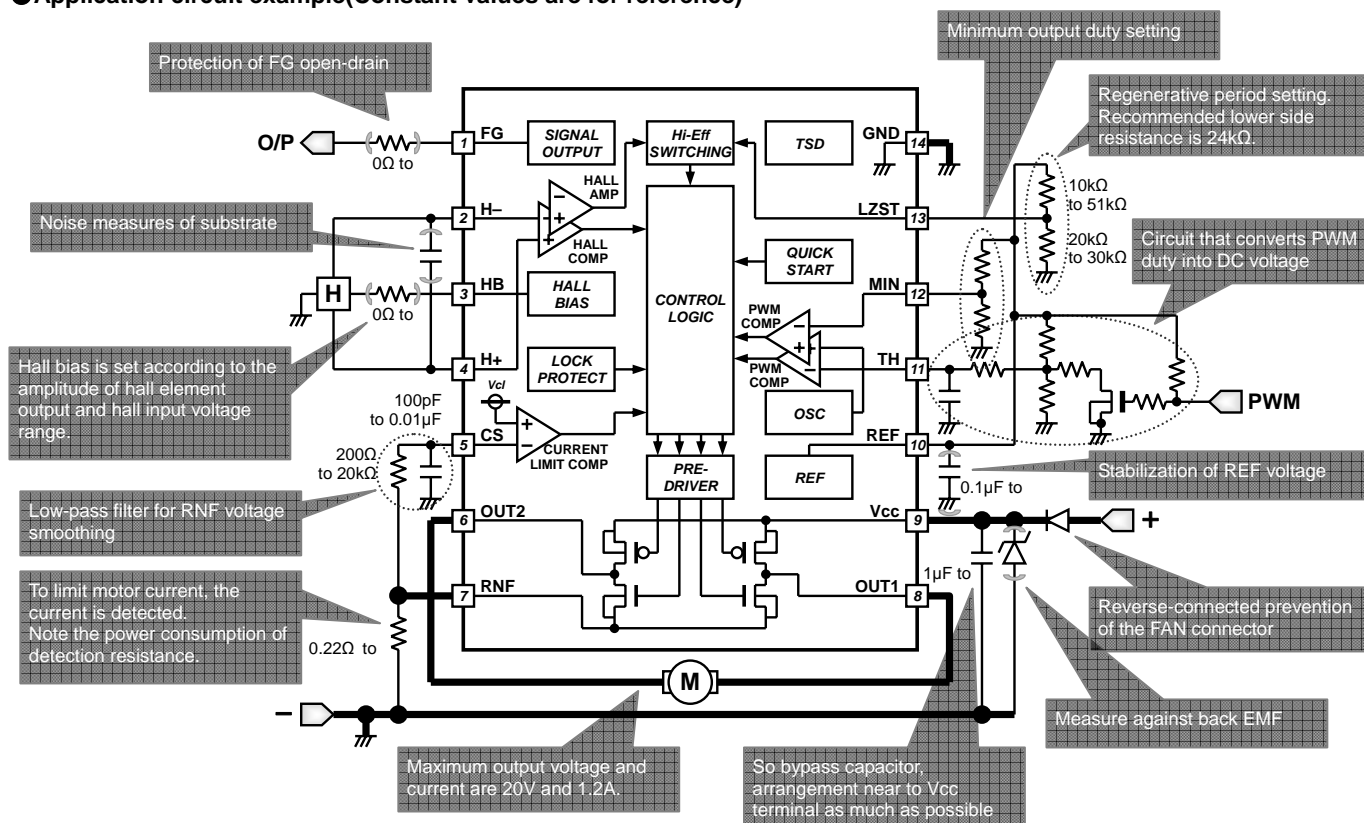 ●Application circuit example(Constant values are for reference)
Minimum output duty setting
Protection of FG open-drain
Regenerative period setting.
Recommended lower side
resistance is 24kΩ.
O/P
0Ω to
1
FG
SIGNAL
OUTPUT
Hi-Eff
SWITCHING
TSD
GND
14
HALL
AMP
10kΩ
to 51kΩ
Noise measures of substrate
2
H–
LZST
13
HALL
COMP
20kΩ
to 30kΩ
Circuit that converts PWM
duty into DC voltage
QUICK
START
H
0Ω to
3
HB
HALL
BIAS
CONTROL
LOGIC
MIN
12
PWM
COMP
Hall bias is set according to the
amplitude of hall element
output and hall input voltage
range.
4
H+
LOCK
PROTECT
PWM
COMP
TH
11
PWM
100pF
to 0.01µF
Vcl
OSC
5
CS
CURRENT
LIMIT COMP
REF
10
200Ω
to 20kΩ
PRE-
DRIVER
REF
0.1µF to
Stabilization of REF voltage
Low-pass filter for RNF voltage
smoothing
6
OUT2
Vcc
9
+
To limit motor current, the
current is detected.
Note the power consumption of
detection resistance.
7
RNF
1µF to
OUT1
8
0.22Ω to
Reverse-connected prevention
of the FAN connector
M
–
Measure against back EMF
Maximum output voltage and
current are 20V and 1.2A.
So bypass capacitor,
arrangement near to Vcc
terminal as much as possible